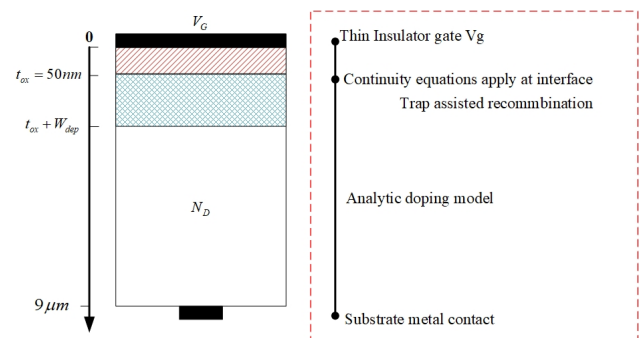 V_G
0
t_ox = 50nm
t_ox + W_dep
N_D
9 μm
Thin Insulator gate Vg
Continuity equations apply at interface
Trap assisted recommbination
Analytic doping model
Substrate metal contact